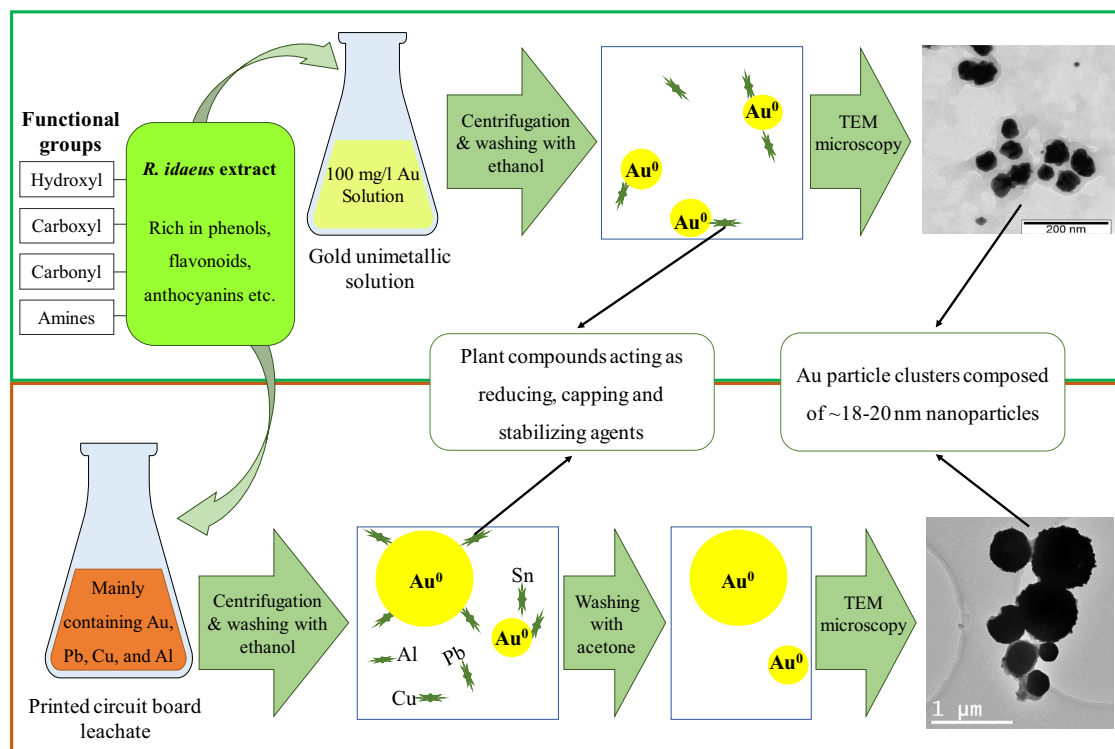 Functional
groups
Hydroxyl
Carboxyl
Carbonyl
Amines
R. idaeus extract
Rich in phenols,
flavonoids,
anthocyanins etc.
100 mg/l Au
Solution
Gold unimetallic
solution
Centrifugation
& washing with
ethanol
Au⁰
Au⁰
Au⁰
TEM
microscopy
200 nm
Plant compounds acting as
reducing, capping and
stabilizing agents
Au particle clusters composed
of ~18-20 nm nanoparticles
Mainly
containing Au,
Pb, Cu, and Al
Printed circuit board
leachate
Centrifugation
& washing with
ethanol
Au⁰
Sn
Au⁰
Al
Pb
Cu
Washing
with
acetone
Au⁰
Au⁰
TEM
microscopy
1 µm